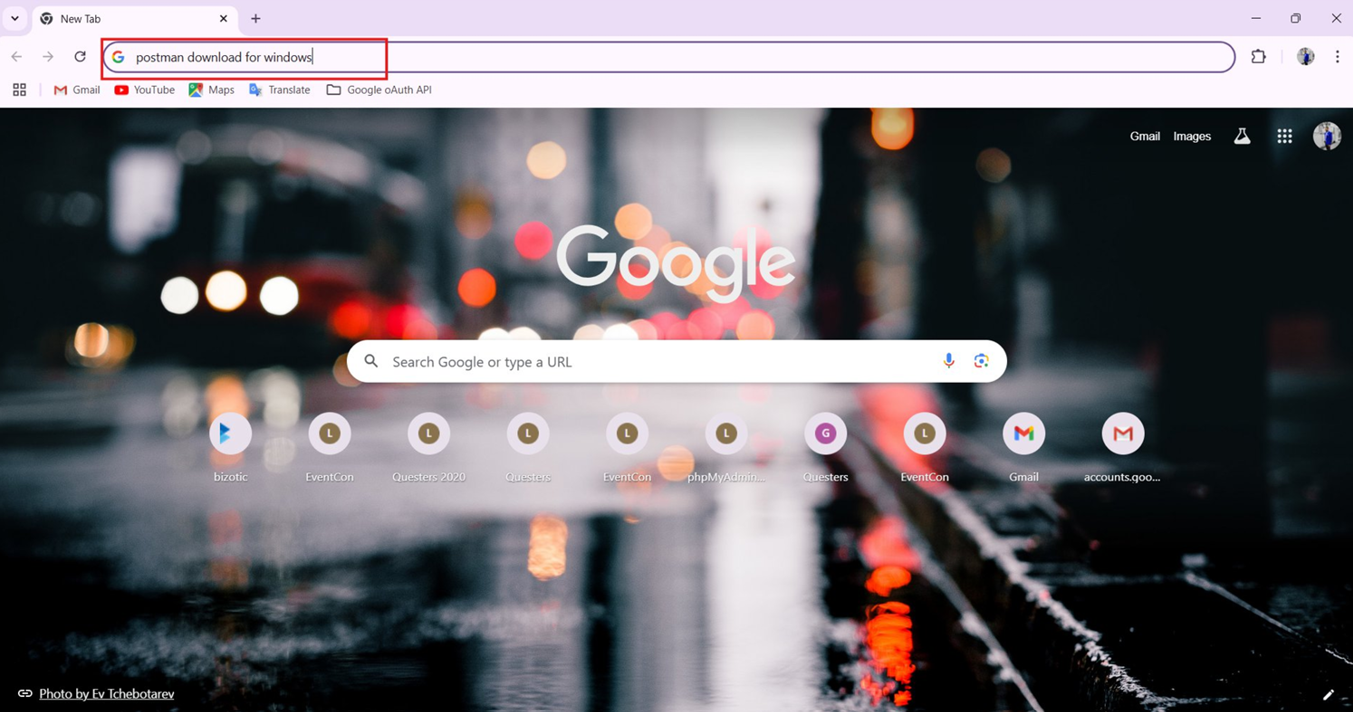 New Tab
postman download for windows
Gmail YouTube Maps Translate Google oAuth API
Gmail Images
Google
Search Google or type a URL
L L L L L G L
bizotic EventCon Questers 2020 Questers EventCon phpMyAdmin... Questers EventCon Gmail accounts.goo...
Photo by Ev Tchebotarev